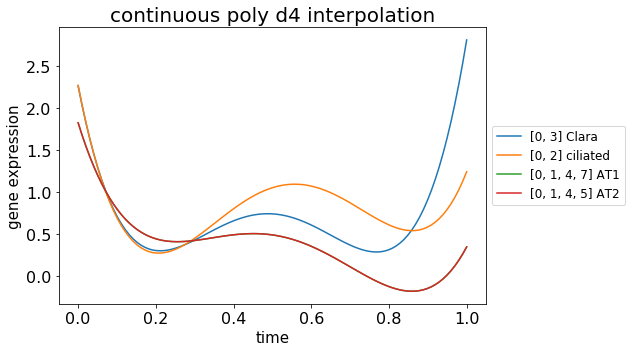 continuous poly d4 interpolation
gene expression
2.5
2.0
1.5
1.0
0.5
0.0
0.0 0.2 0.4 0.6 0.8 1.0
time
[0, 3] Clara
[0, 2] ciliated
[0, 1, 4, 7] AT1
[0, 1, 4, 5] AT2